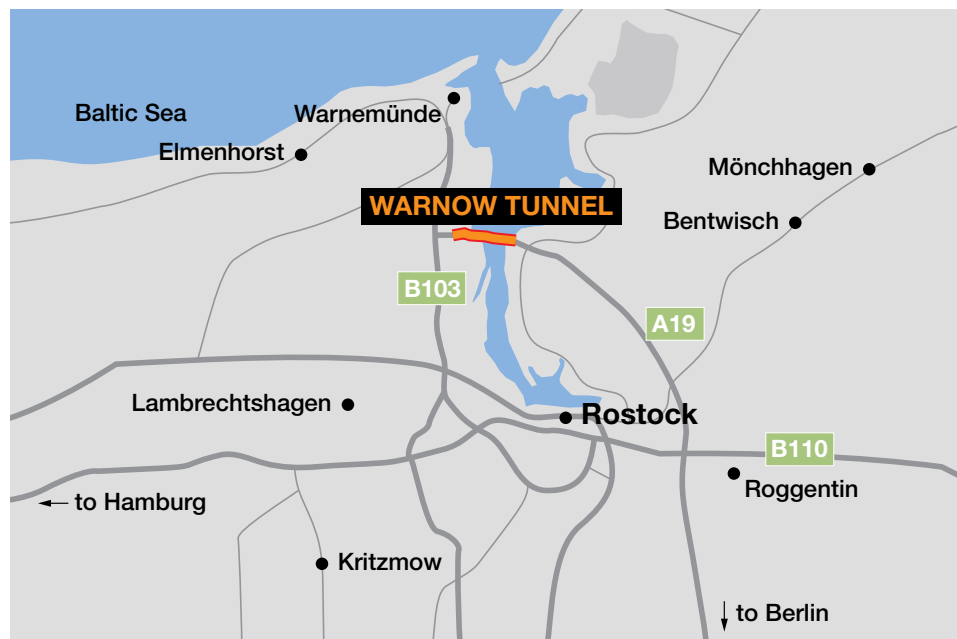 Baltic Sea
Warnemünde
Elmenhorst
Mönchhagen
WARNOW TUNNEL
Bentwisch
B103
A19
Lambrechtshagen
Rostock
B110
Roggentin
← to Hamburg
Kritzmow
↓ to Berlin